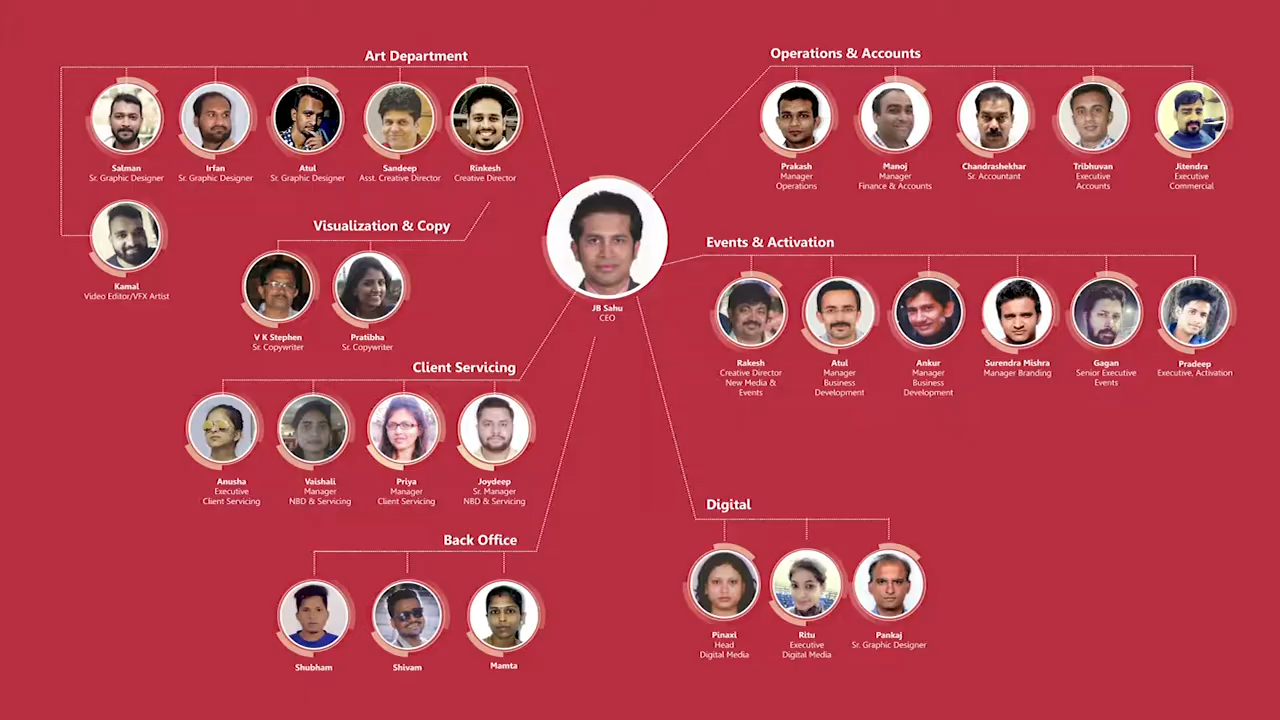 Art Department
Salman
Sr. Graphic Designer
Irfan
Sr. Graphic Designer
Atul
Sr. Graphic Designer
Sandeep
Asst. Creative Director
Rinkesh
Creative Director
Kamal
Video Editor/VFX Artist
Visualization & Copy
V K Stephen
Sr. Copywriter
Pratibha
Sr. Copywriter
Client Servicing
Anusha
Executive
Client Servicing
Vaishali
Manager
NBD & Servicing
Priya
Manager
Client Servicing
Joydeep
Sr. Manager
NBD & Servicing
Back Office
Shubham
Shivam
Mamta
JB Sahu
CEO
Operations & Accounts
Prakash
Manager
Operations
Manoj
Manager
Finance & Accounts
Chandrashekhar
Sr. Accountant
Tribhuvan
Executive
Accounts
Jitendra
Executive
Commercial
Events & Activation
Rakesh
Creative Director
New Media &
Events
Atul
Manager
Business
Development
Ankur
Manager
Business
Development
Surendra Mishra
Manager Branding
Gagan
Senior Executive
Events
Pradeep
Executive, Activation
Digital
Pinaxi
Head
Digital Media
Ritu
Executive
Digital Media
Pankaj
Sr. Graphic Designer